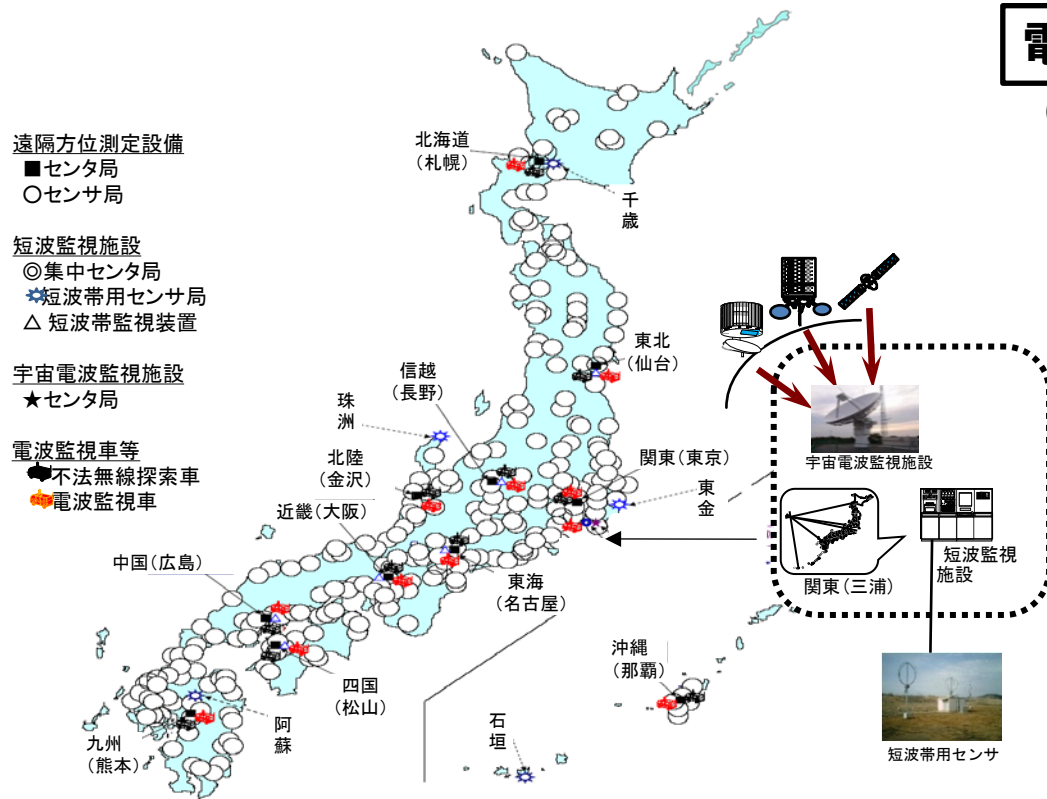 電
遠隔方位測定設備
■センタ局
○センサ局
短波監視施設
◎集中センタ局
短波帯用センサ局
△ 短波帯監視装置
宇宙電波監視施設
★センタ局
電波監視車等
不法無線探索車
電波監視車
北海道
(札幌)
千歳
東北
(仙台)
信越
(長野)
珠洲
北陸
(金沢)
関東(東京)
東金
近畿(大阪)
中国(広島)
東海
(名古屋)
四国
(松山)
阿蘇
九州
(熊本)
沖縄
(那覇)
石垣
宇宙電波監視施設
関東(三浦)
短波監視
施設
短波帯用センサ